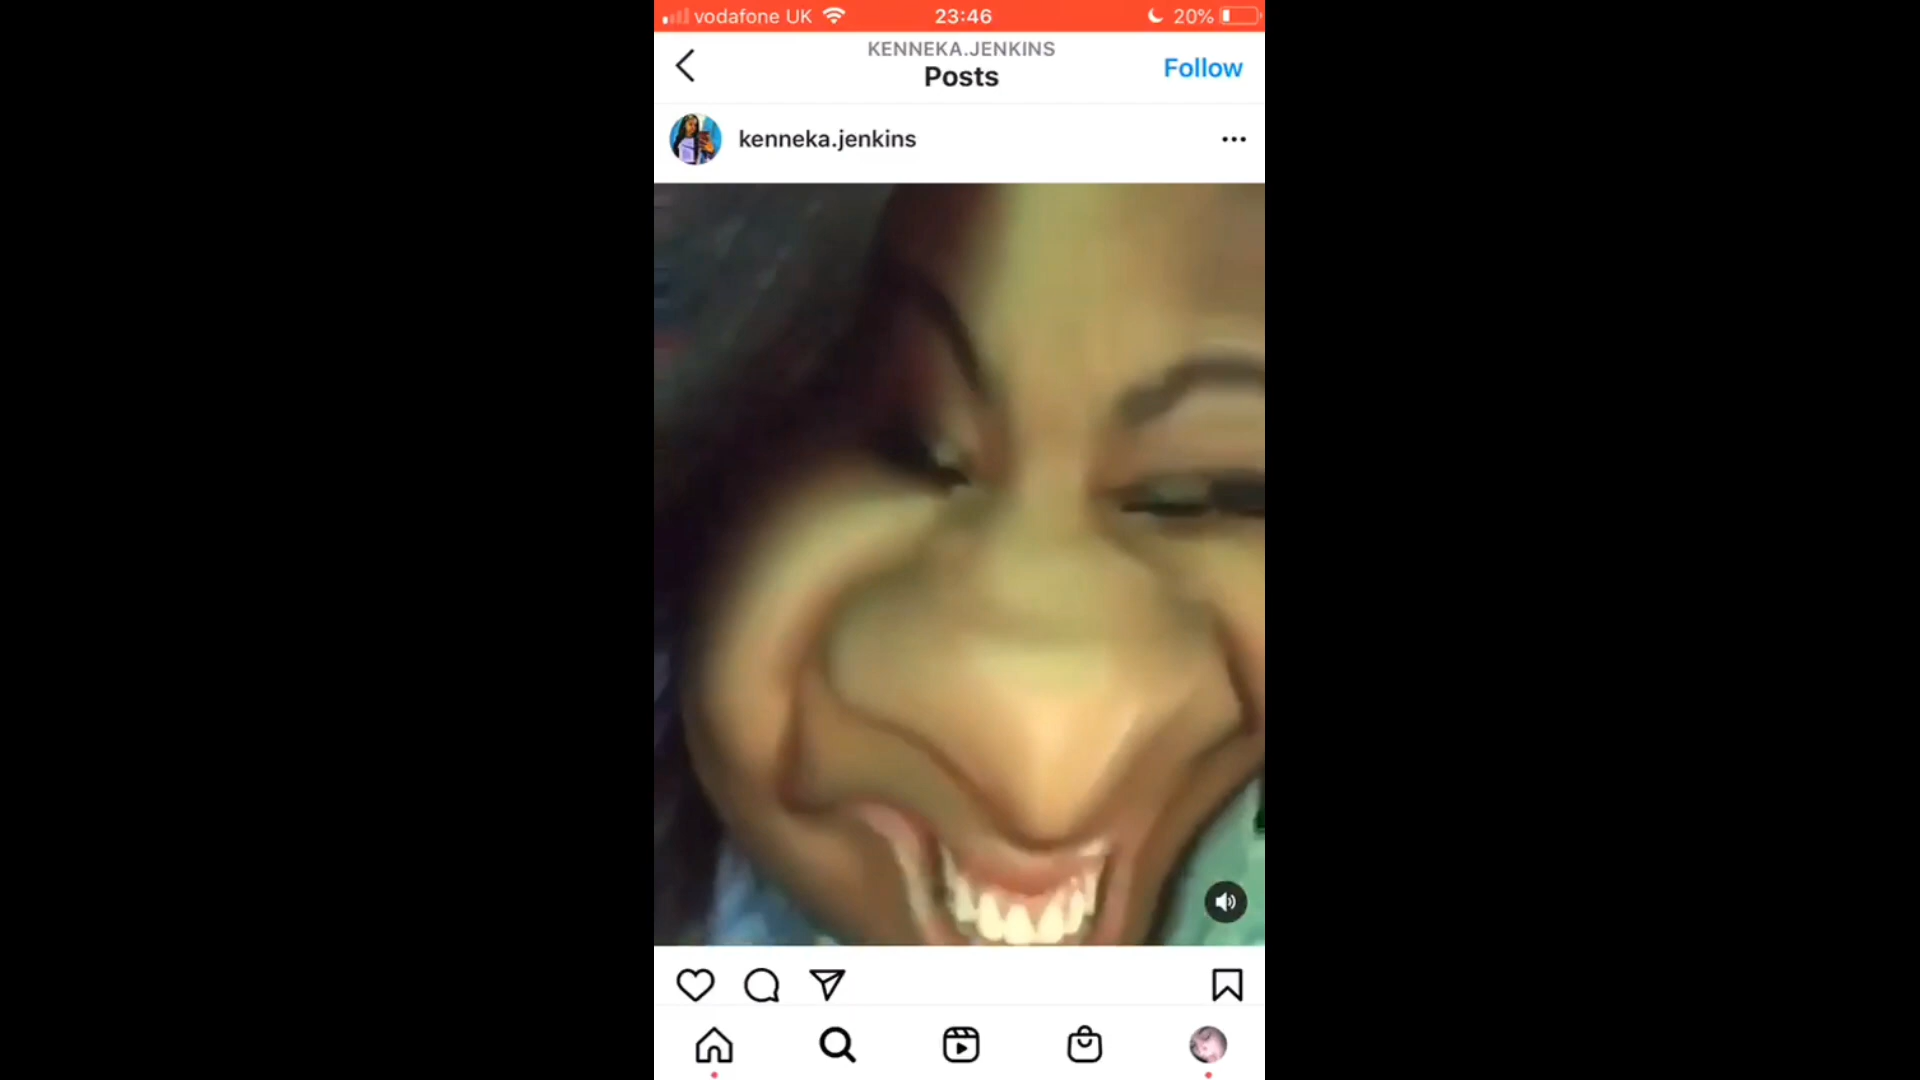 vodafone UK 23:46 20%
KENNEKA.JENKINS
Posts
Follow
kenneka.jenkins